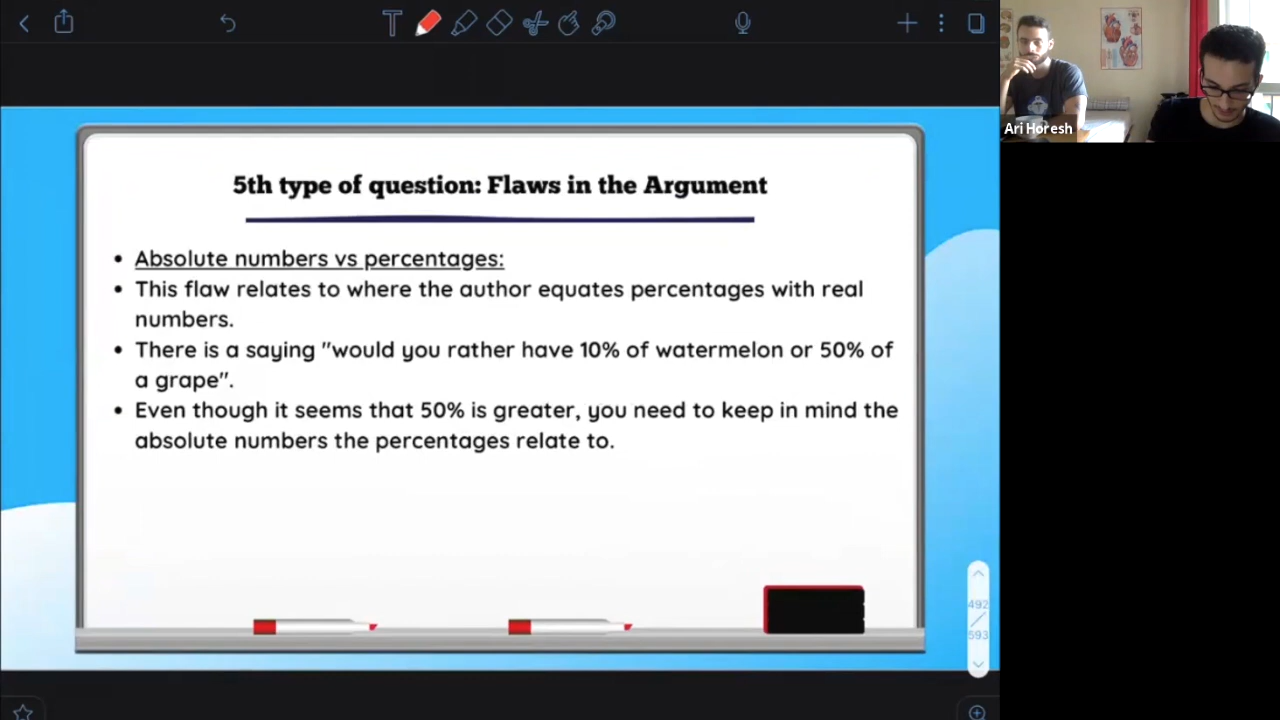 Ari Horesh
5th type of question: Flaws in the Argument
Absolute numbers vs percentages:
This flaw relates to where the author equates percentages with real
numbers.
There is a saying "would you rather have 10% of watermelon or 50% of
a grape".
Even though it seems that 50% is greater, you need to keep in mind the
absolute numbers the percentages relate to.
492
593